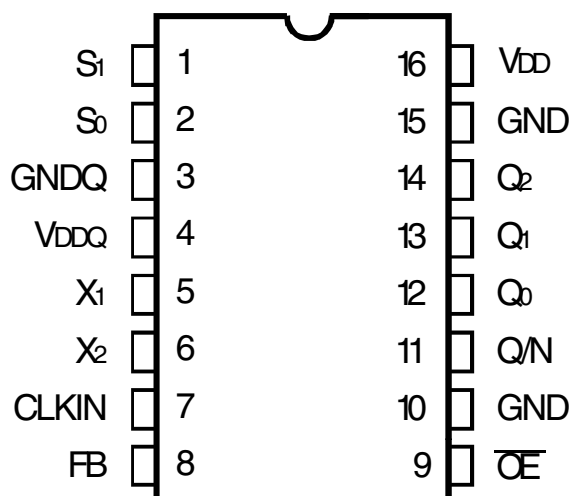 S1 1 16 VDD
S0 2 15 GND
GNDQ 3 14 Q2
VDDQ 4 13 Q1
X1 5 12 Q0
X2 6 11 Q/N
CLKIN 7 10 GND
FB 8 9 O̅E̅